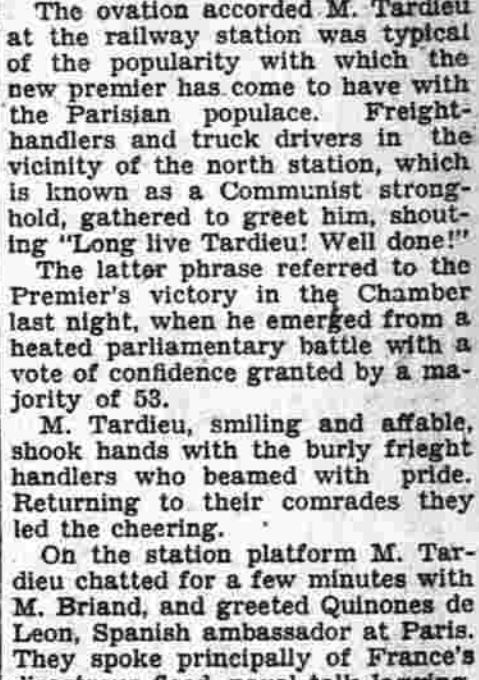 The ovation accorded M. Tardieu
at the railway station was typical
of the popularity with which the
new premier has come to have with
the Parisian populace. Freight-
handlers and truck drivers in the
vicinity of the north station, which
is known as a Communist strong-
hold, gathered to greet him, shout-
ing "Long live Tardieu! Well done!"
The latter phrase referred to the
Premier's victory in the Chamber
last night, when he emerged from a
heated parliamentary battle with a
vote of confidence granted by a ma-
jority of 53.
M. Tardieu, smiling and affable,
shook hands with the burly frieght
handlers who beamed with pride.
Returning to their comrades they
led the cheering.
On the station platform M. Tar-
dieu chatted for a few minutes with
M. Briand, and greeted Quinones de
Leon, Spanish ambassador at Paris.
They spoke principally of France's